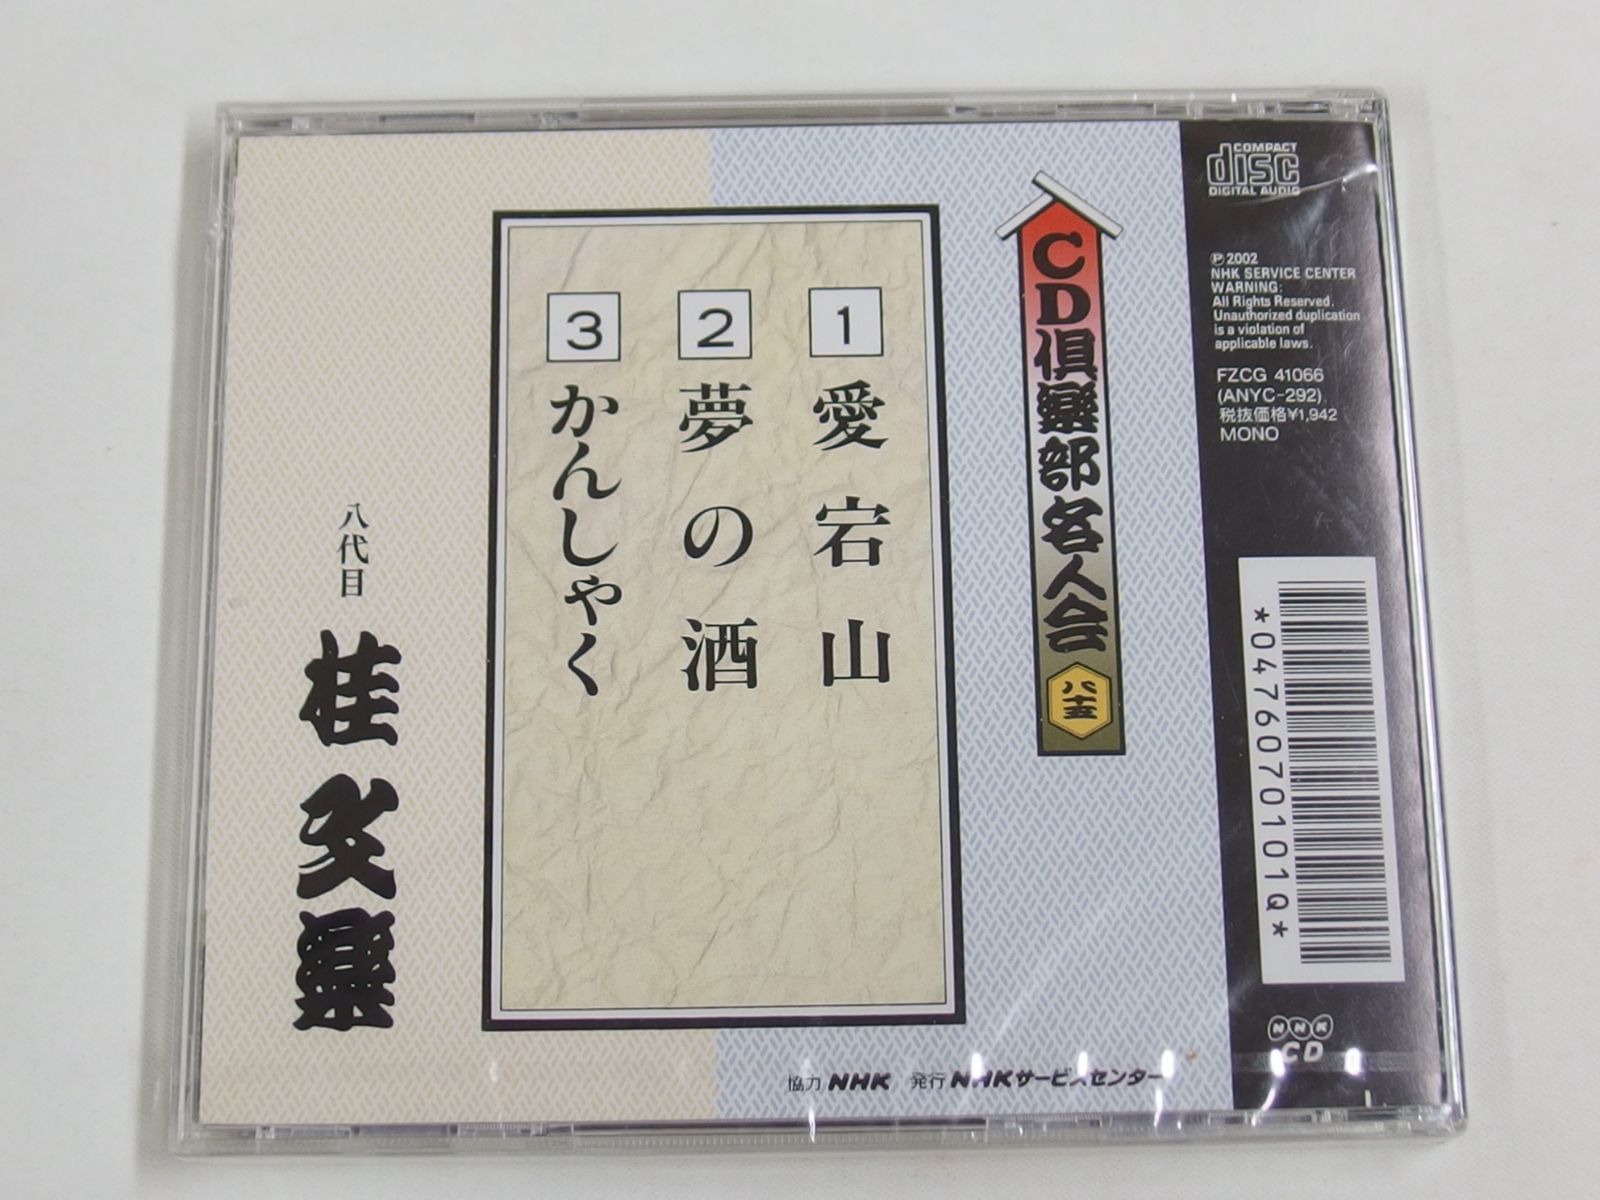 CD倶楽部名人会
八十五
1 愛宕山
2 夢の酒
3 かんしゃく
八代目 桂文楽
協力 NHK 発行 NHKサービスセンター
COMPACT
disc
DIGITAL AUDIO
Ⓟ2002
NHK SERVICE CENTER
WARNING:
All Rights Reserved.
Unauthorized duplication
is a violation of
applicable laws.
FZCG 41066
(ANYC-292)
税抜価格¥1,942
MONO
*0476070101Q*
NHK
CD